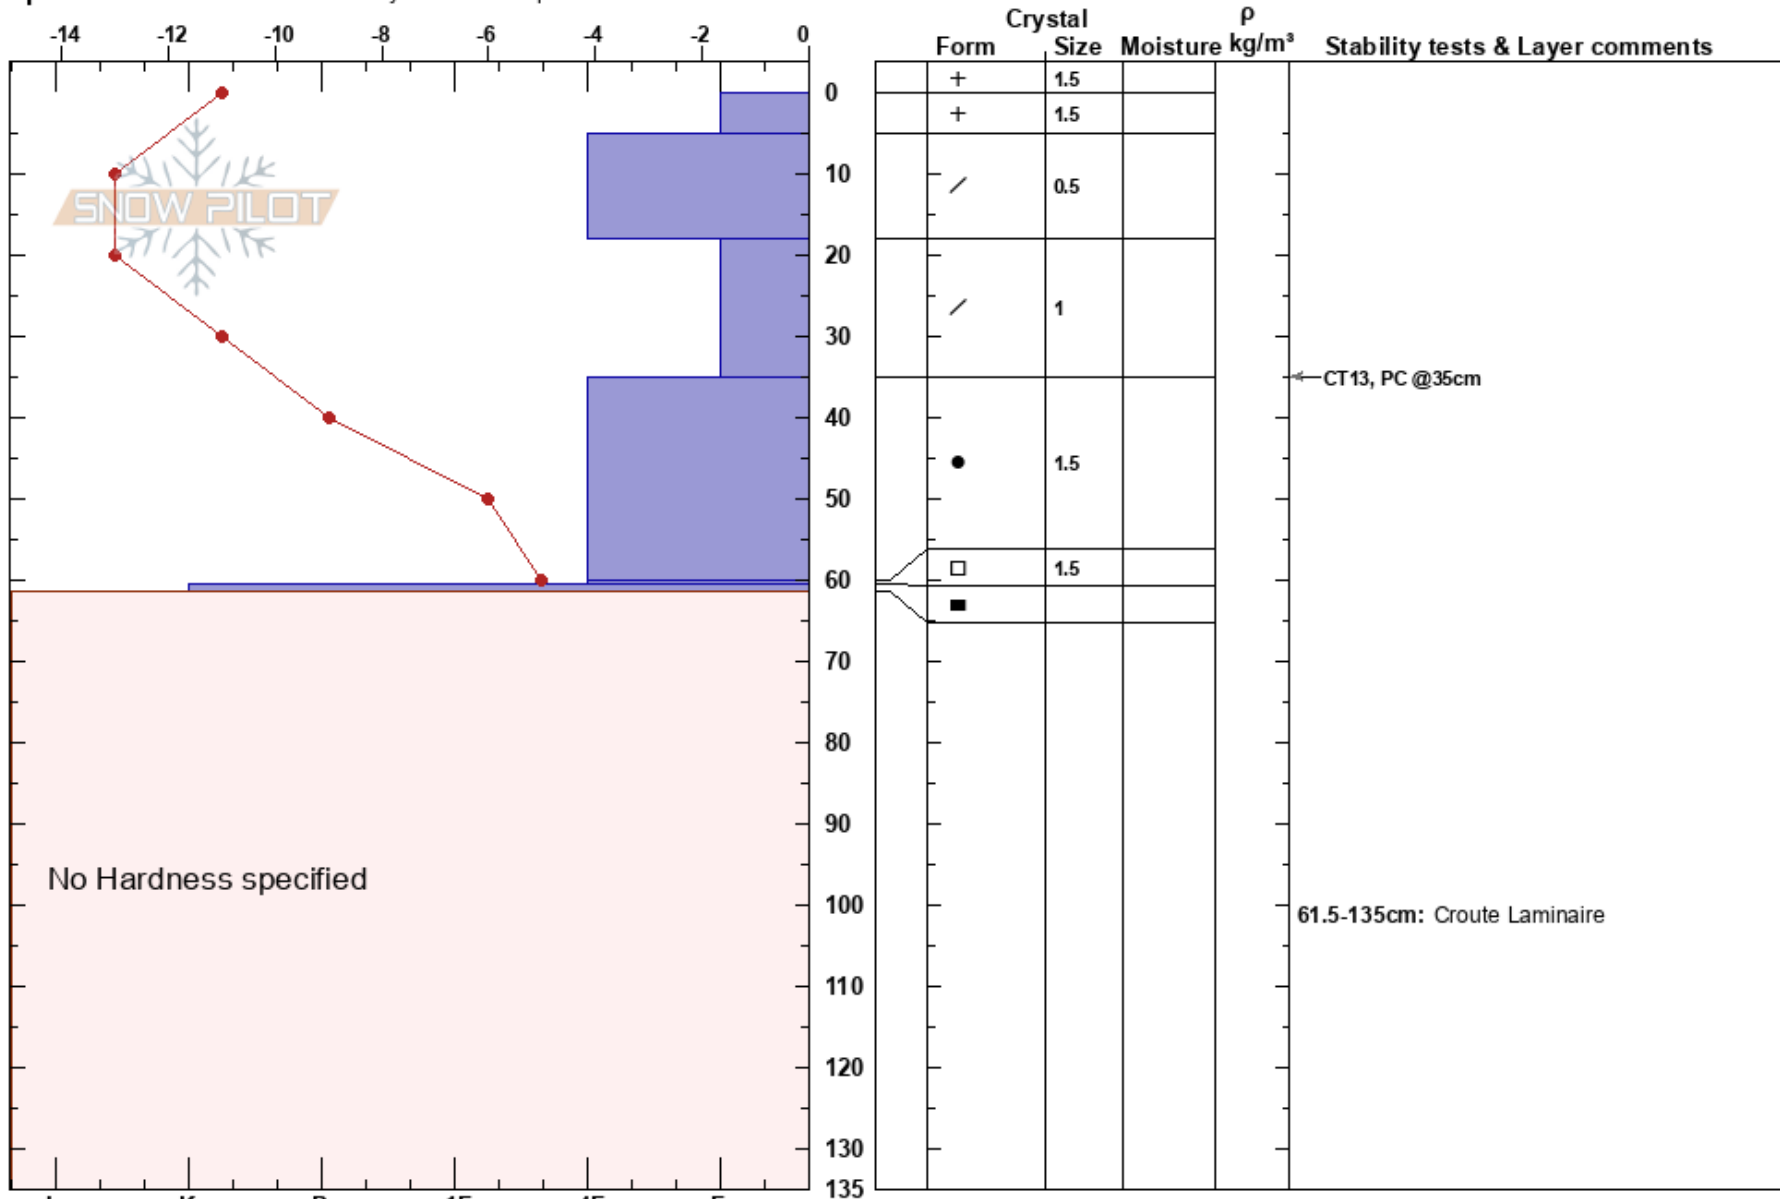 -14 -12 -10 -8 -6 -4 -2 0
Crystal ρ
Form Size Moisture kg/m³ Stability tests & Layer comments
0 + 1.5
+ 1.5
10 0.5
SNOW PILOT
20
30 1
CT13, PC @35cm
40
1.5
50
60 1.5
70
80
90
No Hardness specified
100 61.5-135cm: Croute Laminaire
110
120
130
135